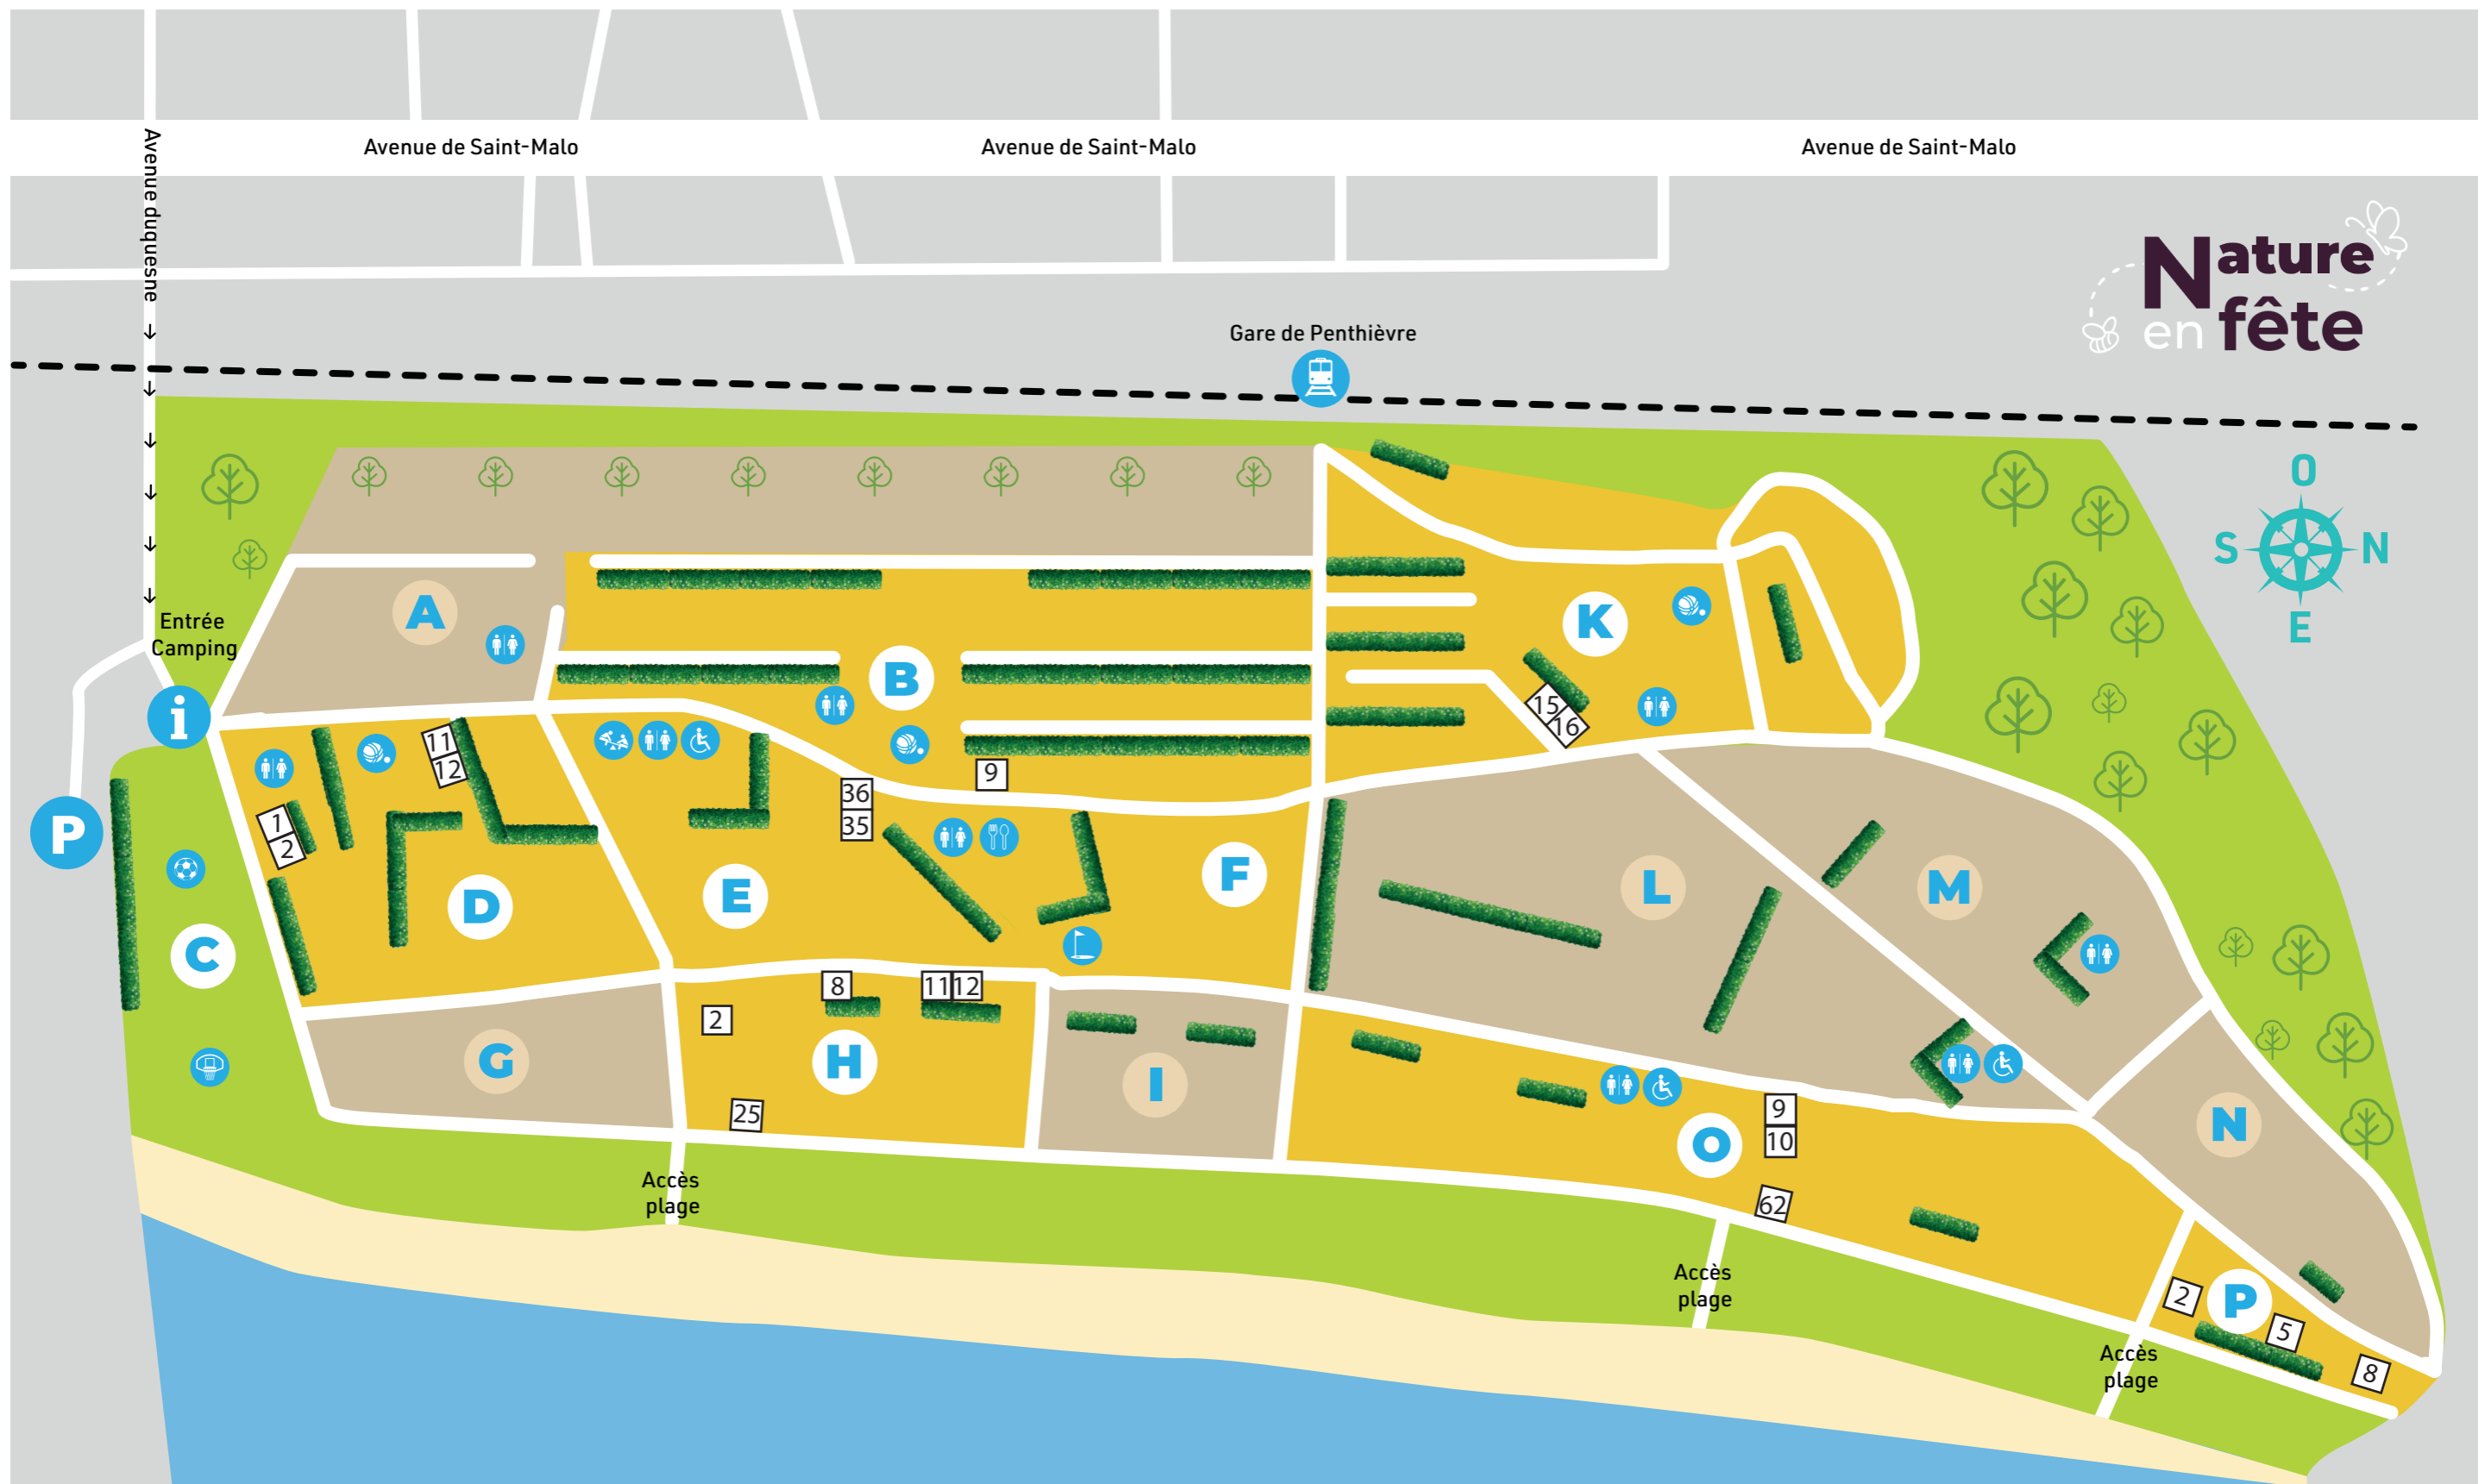 Avenue de Saint-Malo
Avenue de Saint-Malo
Avenue de Saint-Malo
Avenue duquesne
Nature
en fête
Gare de Penthièvre
O
S
N
E
Entrée
Camping
i
P
A
B
K
15
16
11
12
9
1
2
36
35
C
D
E
F
L
M
8
11 12
2
G
H
I
25
9
10
O
N
62
Accès
plage
Accès
plage
2
P
5
8
Accès
plage